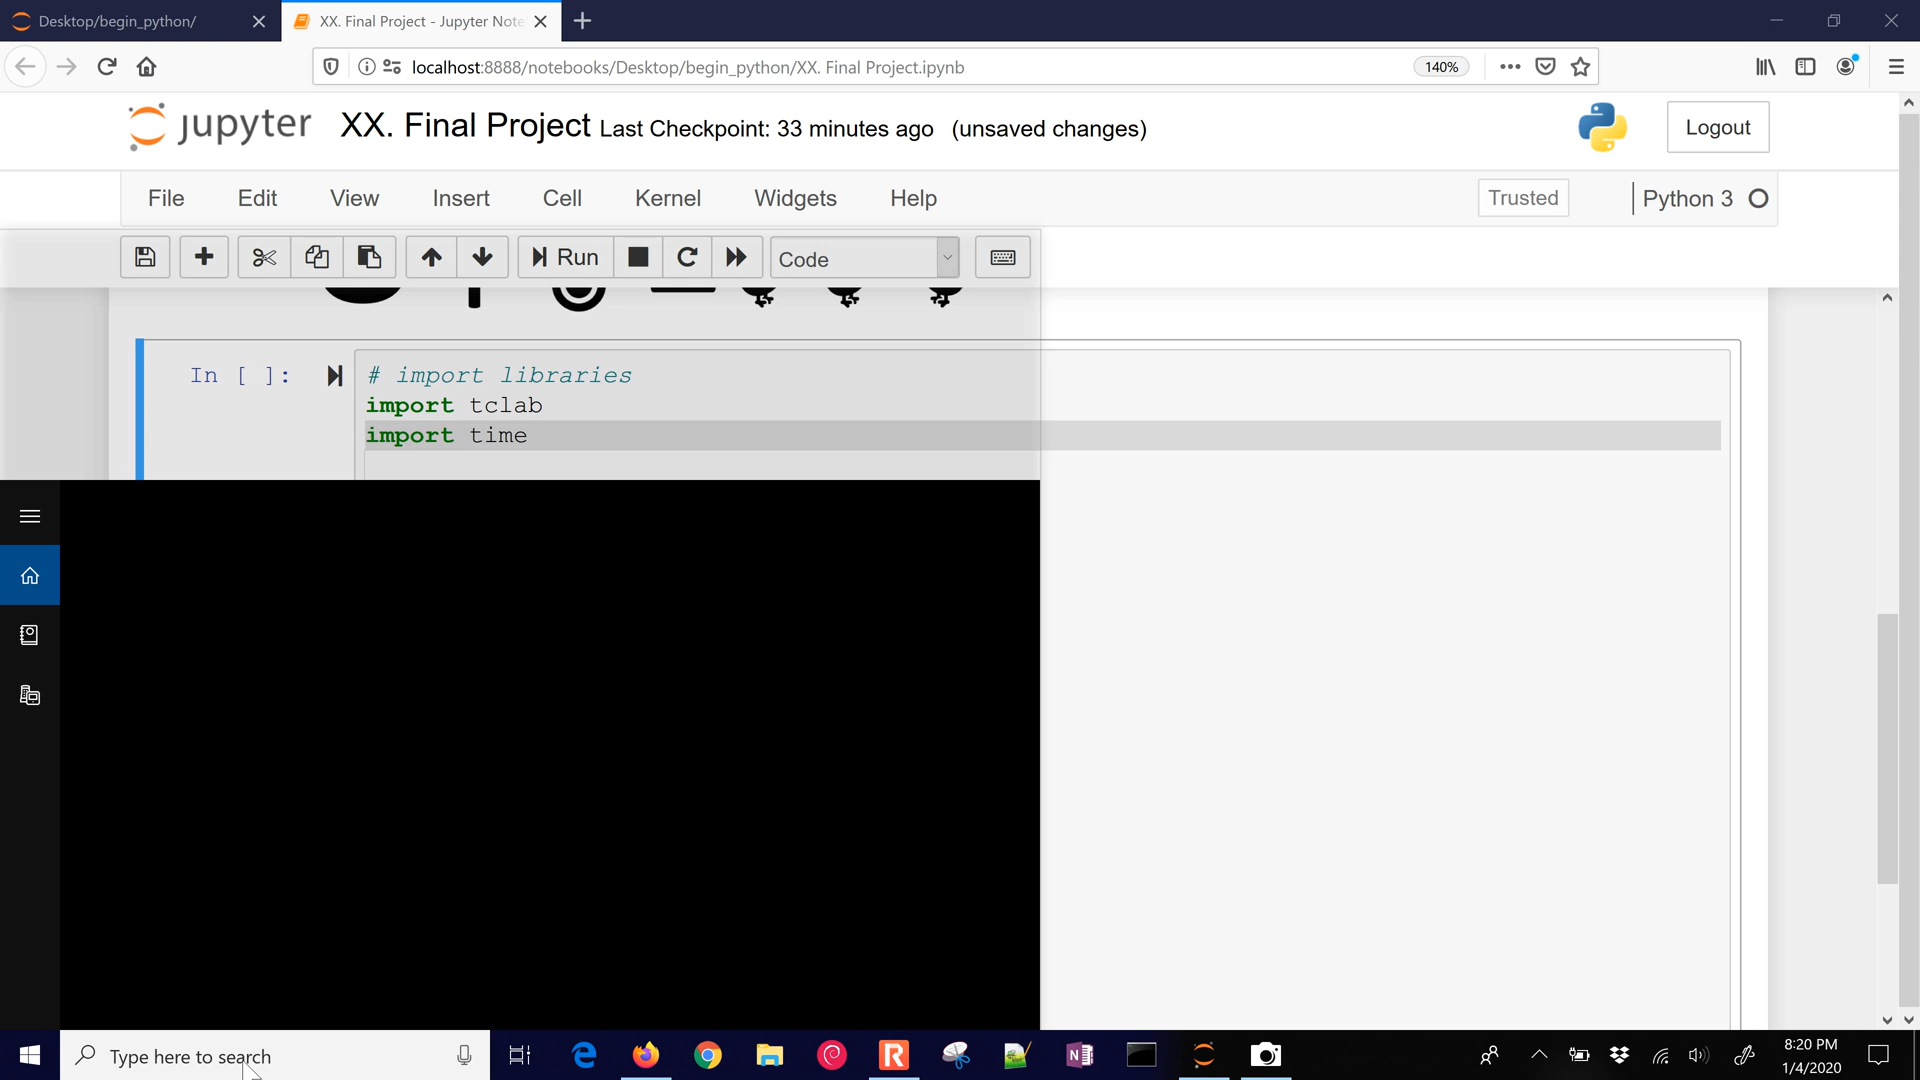 Desktop/begin_python/
XX. Final Project - Jupyter Note
localhost:8888/notebooks/Desktop/begin_python/XX. Final Project.ipynb
140%
jupyter XX. Final Project Last Checkpoint: 33 minutes ago (unsaved changes)
Logout
File Edit View Insert Cell Kernel Widgets Help
Trusted
Python 3
Run
Code
In [ ]:
# import libraries
import tclab
import time
Type here to search
8:20 PM
1/4/2020